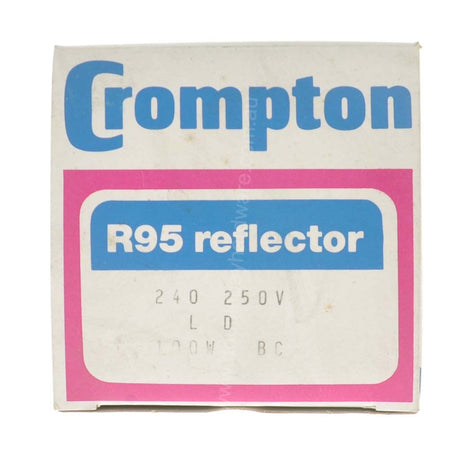 Crompton
R95 reflector
240 250V
L D
100W BC